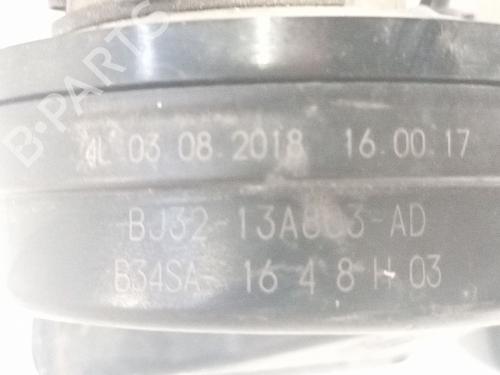 4L 03 08 2018 16.00.17
BJ32-13A803-AD
B34SA- 16 4 8 H 03
B-PARTS